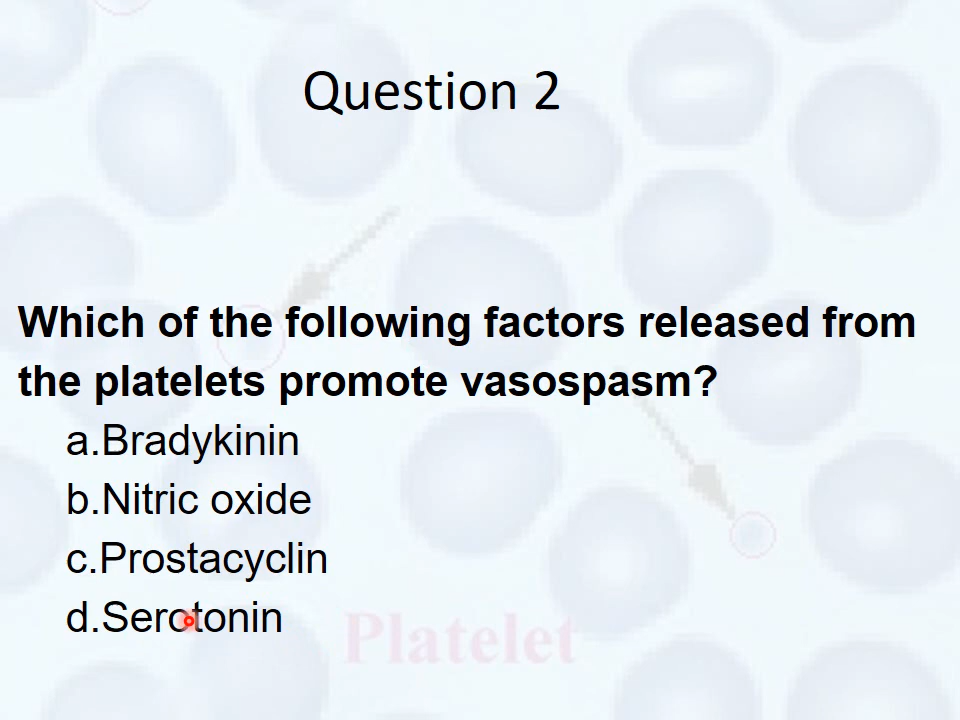 Question 2
Which of the following factors released from
the platelets promote vasospasm?
a.Bradykinin
b.Nitric oxide
c.Prostacyclin
d.Serotonin
Platelet